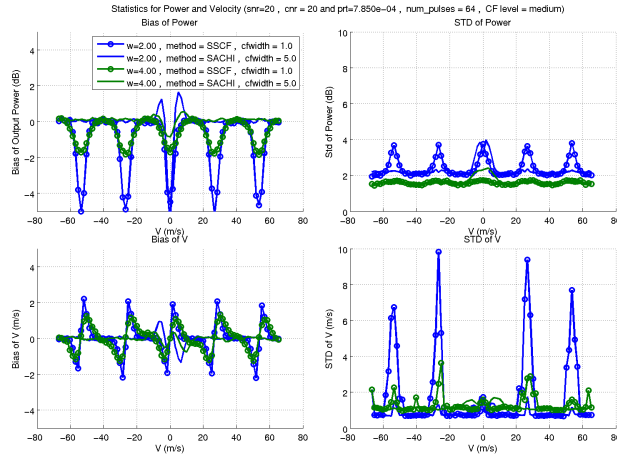 Statistics for Power and Velocity (snr=20 , cnr = 20 and prt=7.850e−04 , num_pulses = 64 , CF level = medium)
Bias of Power
w=2.00 , method = SSCF , cfwidth = 1.0
w=2.00 , method = SACHI , cfwidth = 5.0
w=4.00 , method = SSCF , cfwidth = 1.0
w=4.00 , method = SACHI , cfwidth = 5.0
Bias of Output Power (dB)
4
2
0
−2
−4
−80 −60 −40 −20 0 20 40 60 80
V (m/s)
STD of Power
Std of Power (dB)
10
8
6
4
2
0
−80 −60 −40 −20 0 20 40 60 80
V (m/s)
Bias of V
Bias of V (m/s)
4
2
0
−2
−4
−80 −60 −40 −20 0 20 40 60 80
V (m/s)
STD of V
STD of V (m/s)
10
8
6
4
2
0
−80 −60 −40 −20 0 20 40 60 80
V (m/s)